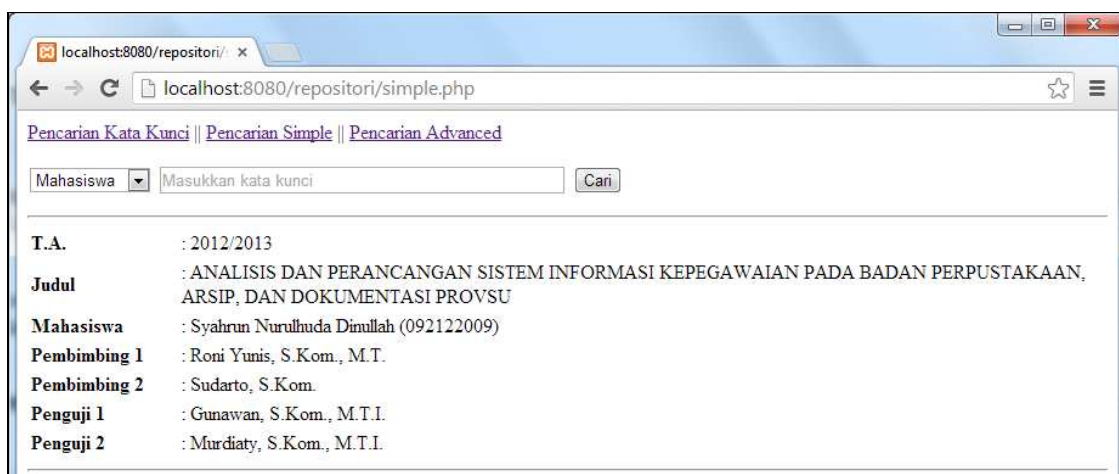 localhost:8080/repositori/
localhost:8080/repositori/simple.php
Pencarian Kata Kunci || Pencarian Simple || Pencarian Advanced
Mahasiswa Masukkan kata kunci Cari
T.A. : 2012/2013
Judul : ANALISIS DAN PERANCANGAN SISTEM INFORMASI KEPEGAWAIAN PADA BADAN PERPUSTAKAAN,
ARSIP, DAN DOKUMENTASI PROVSU
Mahasiswa : Syahrun Nurulhuda Dinullah (092122009)
Pembimbing 1 : Roni Yunis, S.Kom., M.T.
Pembimbing 2 : Sudarto, S.Kom.
Penguji 1 : Gunawan, S.Kom., M.T.I.
Penguji 2 : Murdiaty, S.Kom., M.T.I.